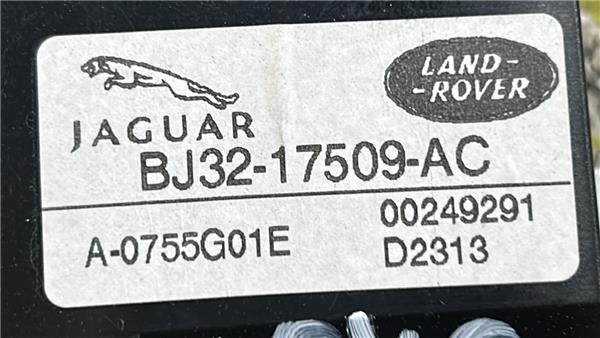 JAGUAR
LAND-
-ROVER
BJ32-17509-AC
A-0755G01E
00249291
D2313